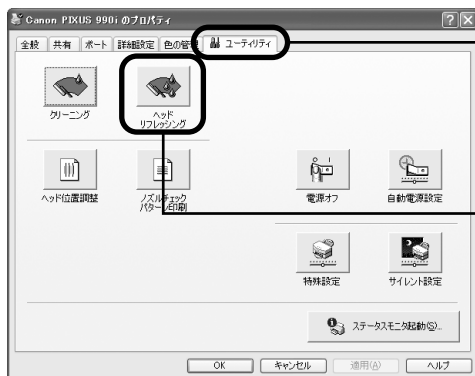 Canon PIXUS 990i のプロパティ
全般 共有 ポート 詳細設定 色の管理 ユーティリティ
クリーニング
ヘッド
リフレッシング
ヘッド位置調整
ノズルチェック
パターン印刷
電源オフ
自動電源設定
特殊設定
サイレント設定
ステータスモニタ起動(S)...
OK キャンセル 適用(A) ヘルプ